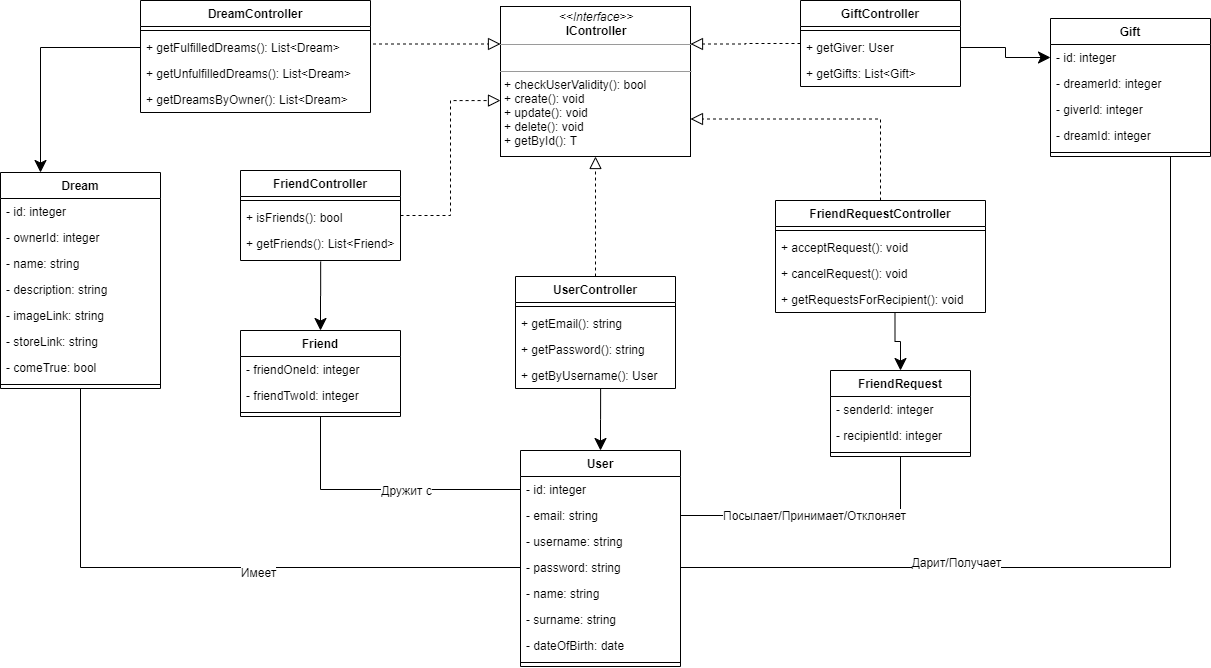 DreamController
+ getFulfilledDreams(): List<Dream>
+ getUnfulfilledDreams(): List<Dream>
+ getDreamsByOwner(): List<Dream>
<<Interface>>
IController
+ checkUserValidity(): bool
+ create(): void
+ update(): void
+ delete(): void
+ getById(): T
GiftController
+ getGiver: User
+ getGifts: List<Gift>
Gift
- id: integer
- dreamerId: integer
- giverId: integer
- dreamId: integer
Dream
- id: integer
- ownerId: integer
- name: string
- description: string
- imageLink: string
- storeLink: string
- comeTrue: bool
FriendController
+ isFriends(): bool
+ getFriends(): List<Friend>
FriendRequestController
+ acceptRequest(): void
+ cancelRequest(): void
+ getRequestsForRecipient(): void
UserController
+ getEmail(): string
+ getPassword(): string
+ getByUsername(): User
Friend
- friendOneId: integer
- friendTwoId: integer
FriendRequest
- senderId: integer
- recipientId: integer
User
- id: integer
- email: string
- username: string
- password: string
- name: string
- surname: string
- dateOfBirth: date
Дружит с
Посылает/Принимает/Отклоняет
Имеет
Дарит/Получает